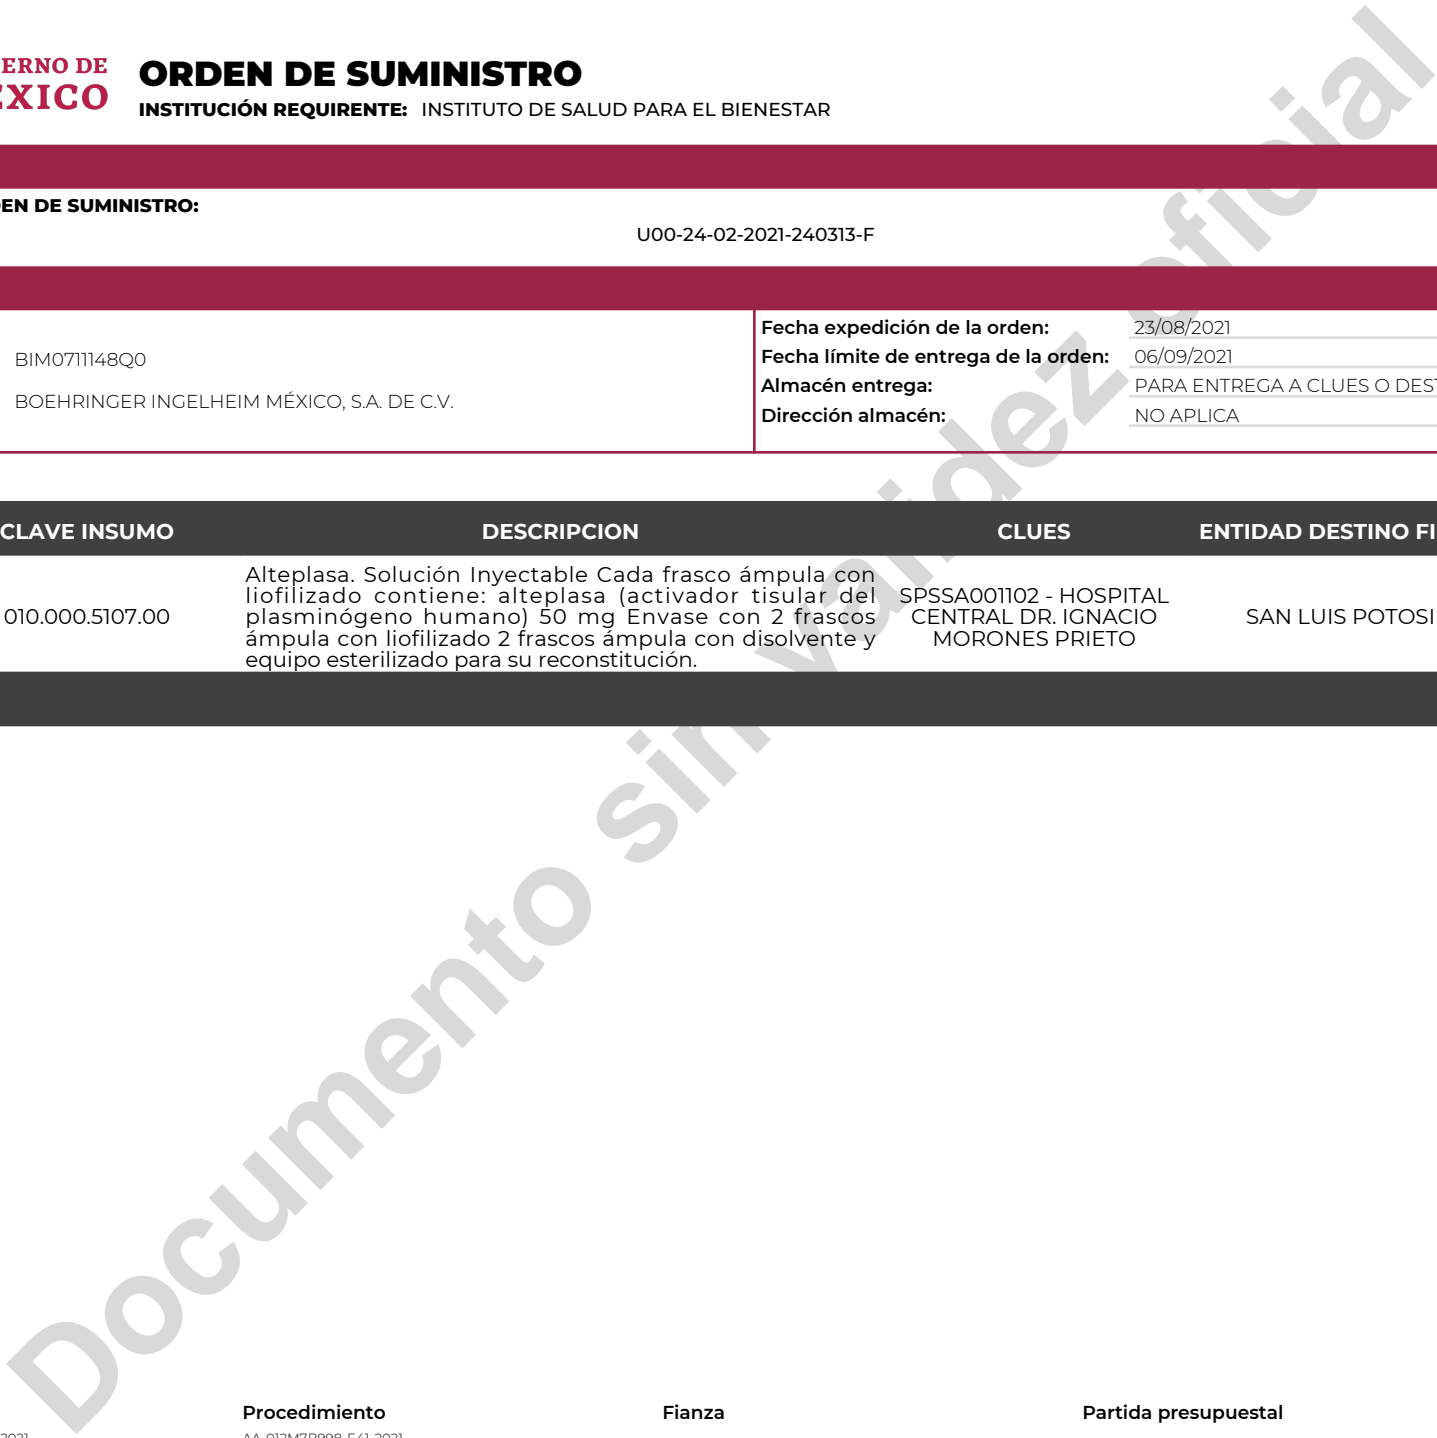 ERNO DE
ÉXICO
ORDEN DE SUMINISTRO
INSTITUCIÓN REQUIRENTE: INSTITUTO DE SALUD PARA EL BIENESTAR
EN DE SUMINISTRO:
U00-24-02-2021-240313-F
BIM0711148Q0
BOEHRINGER INGELHEIM MÉXICO, S.A. DE C.V.
Fecha expedición de la orden: 23/08/2021
Fecha límite de entrega de la orden: 06/09/2021
Almacén entrega: PARA ENTREGA A CLUES O DEST
Dirección almacén: NO APLICA
CLAVE INSUMO DESCRIPCION CLUES ENTIDAD DESTINO FI
010.000.5107.00
Alteplasa. Solución Inyectable Cada frasco ámpula con
liofilizado contiene: alteplasa (activador tisular del
plasminógeno humano) 50 mg Envase con 2 frascos
ámpula con liofilizado 2 frascos ámpula con disolvente y
equipo esterilizado para su reconstitución.
SPSSA001102 - HOSPITAL
CENTRAL DR. IGNACIO
MORONES PRIETO
SAN LUIS POTOSI
Documento sin validez oficial
Procedimiento Fianza Partida presupuestal